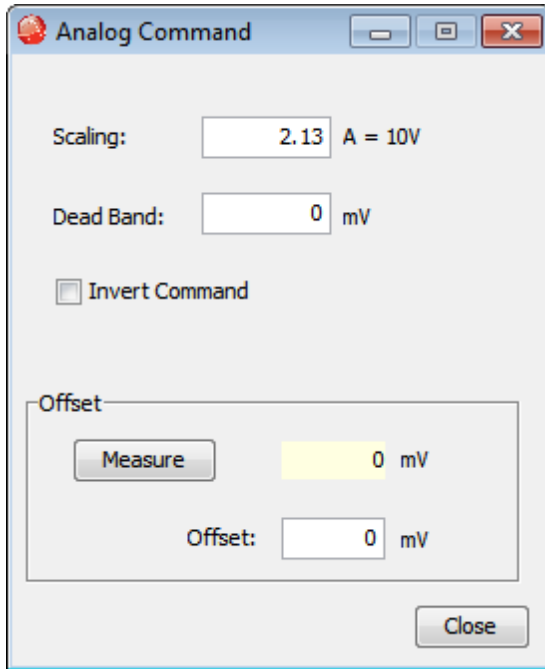 Analog Command
Scaling: 2.13 A = 10V
Dead Band: 0 mV
Invert Command
Offset
Measure 0 mV
Offset: 0 mV
Close